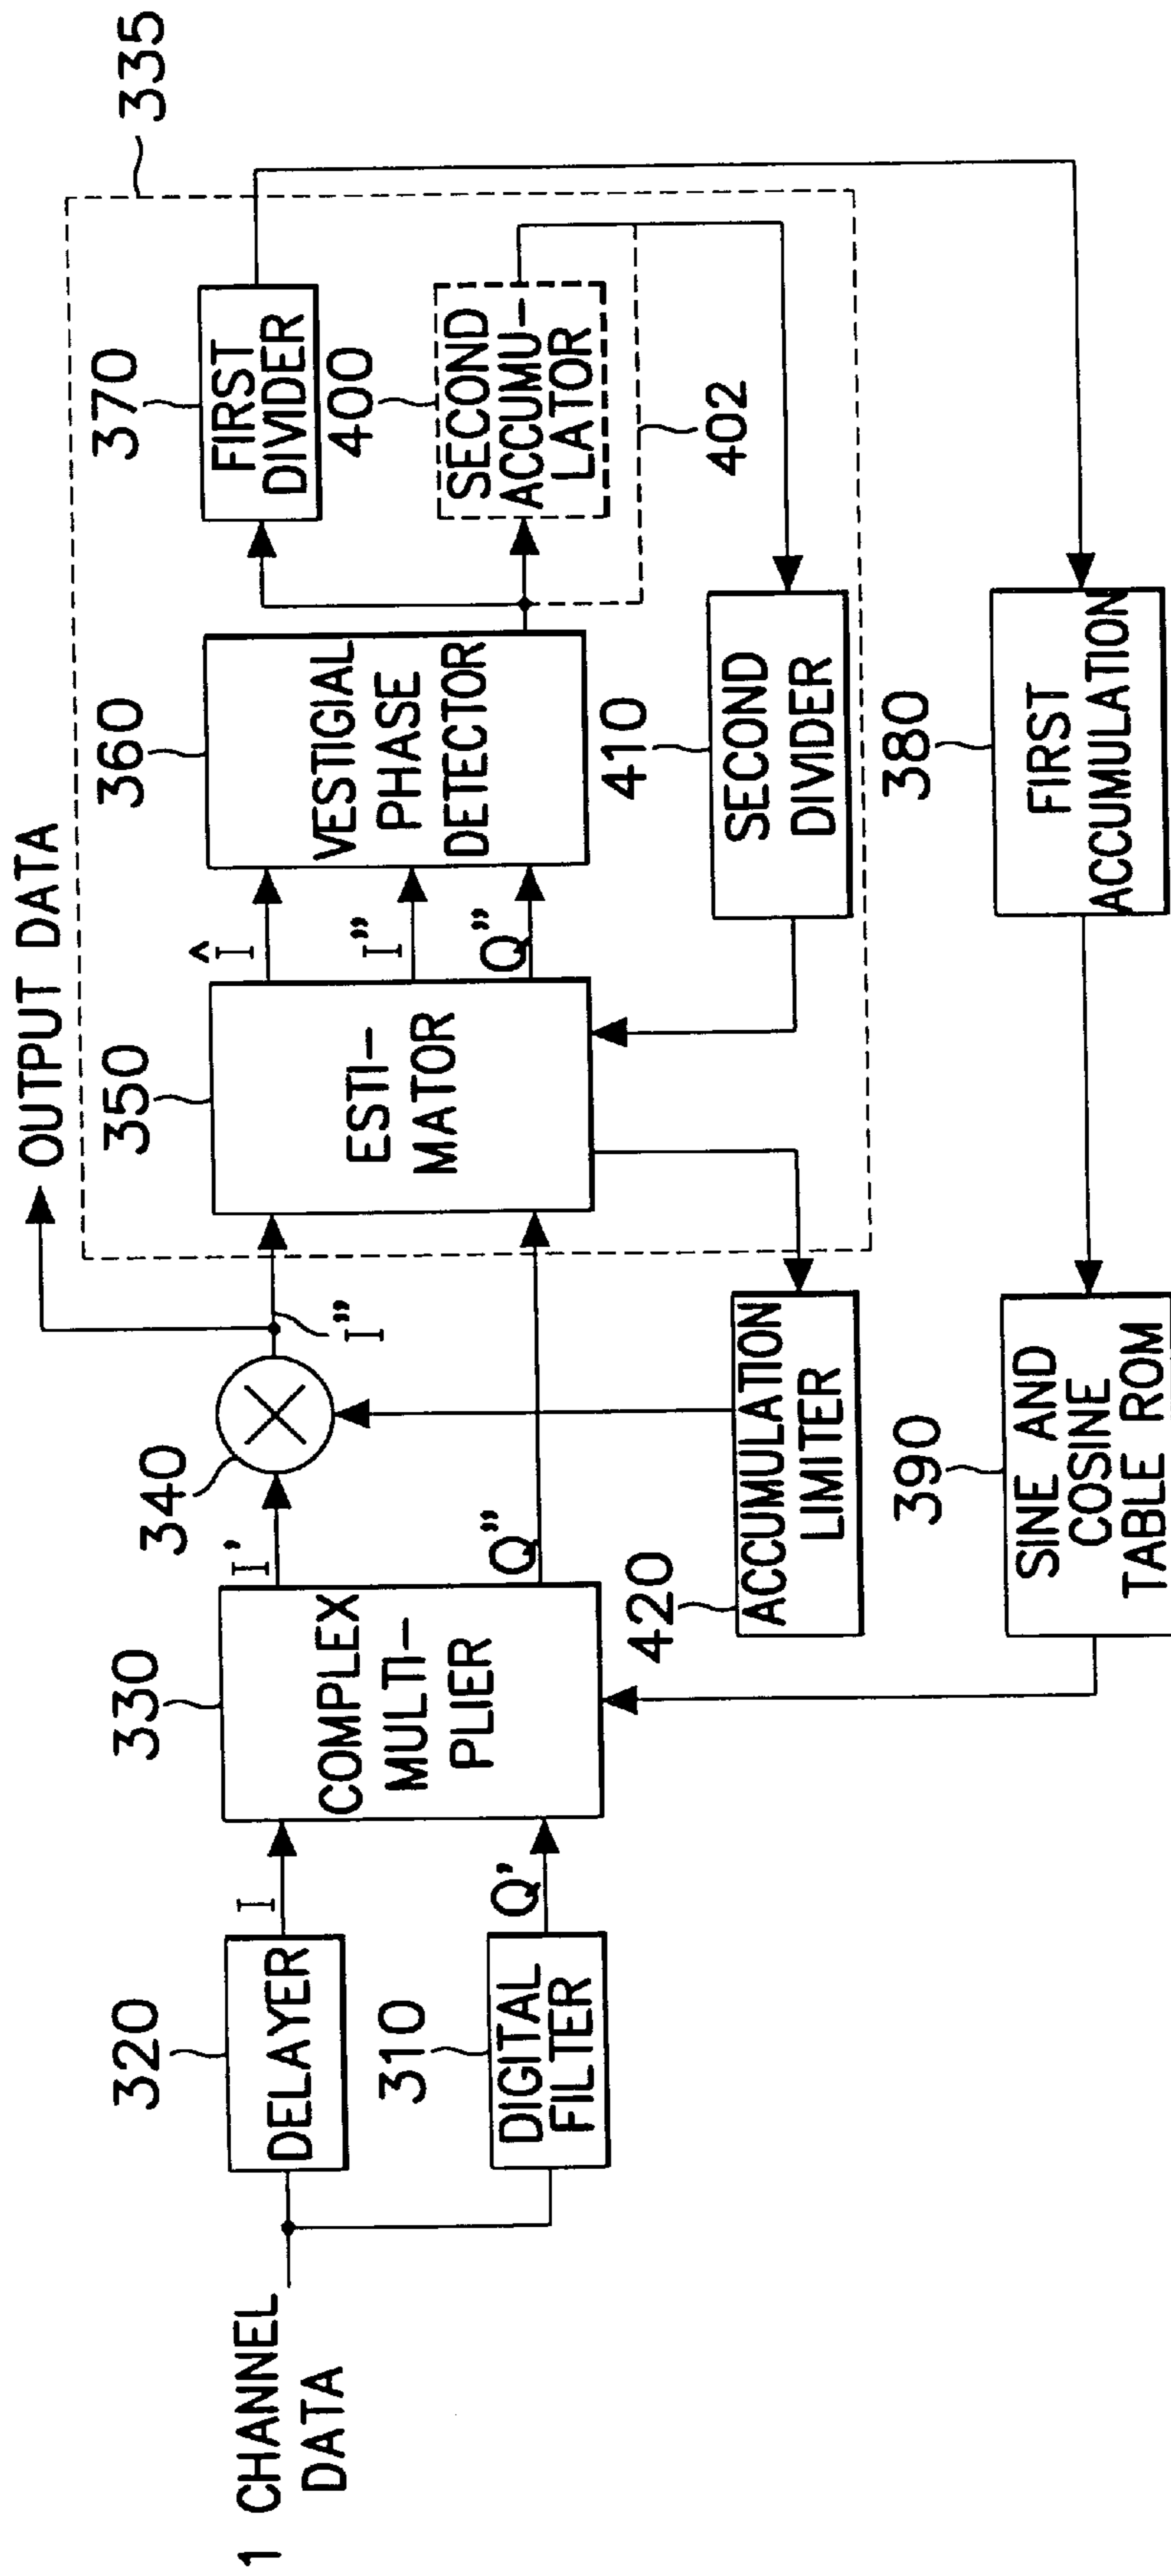 1 CHANNEL
DATA
320
DELAYER
310
DIGITAL
FILTER
I
Q'
330
COMPLEX
MULTI-
PLIER
I'
Q"
340
I"
OUTPUT DATA
335
350
ESTI-
MATOR
Î
I"
Q"
360
VESTIGIAL
PHASE
DETECTOR
370
FIRST
DIVIDER
400
SECOND
ACCUMU-
LATOR
402
410
SECOND
DIVIDER
420
ACCUMULATION
LIMITER
390
SINE AND
COSINE
TABLE ROM
380
FIRST
ACCUMULATION